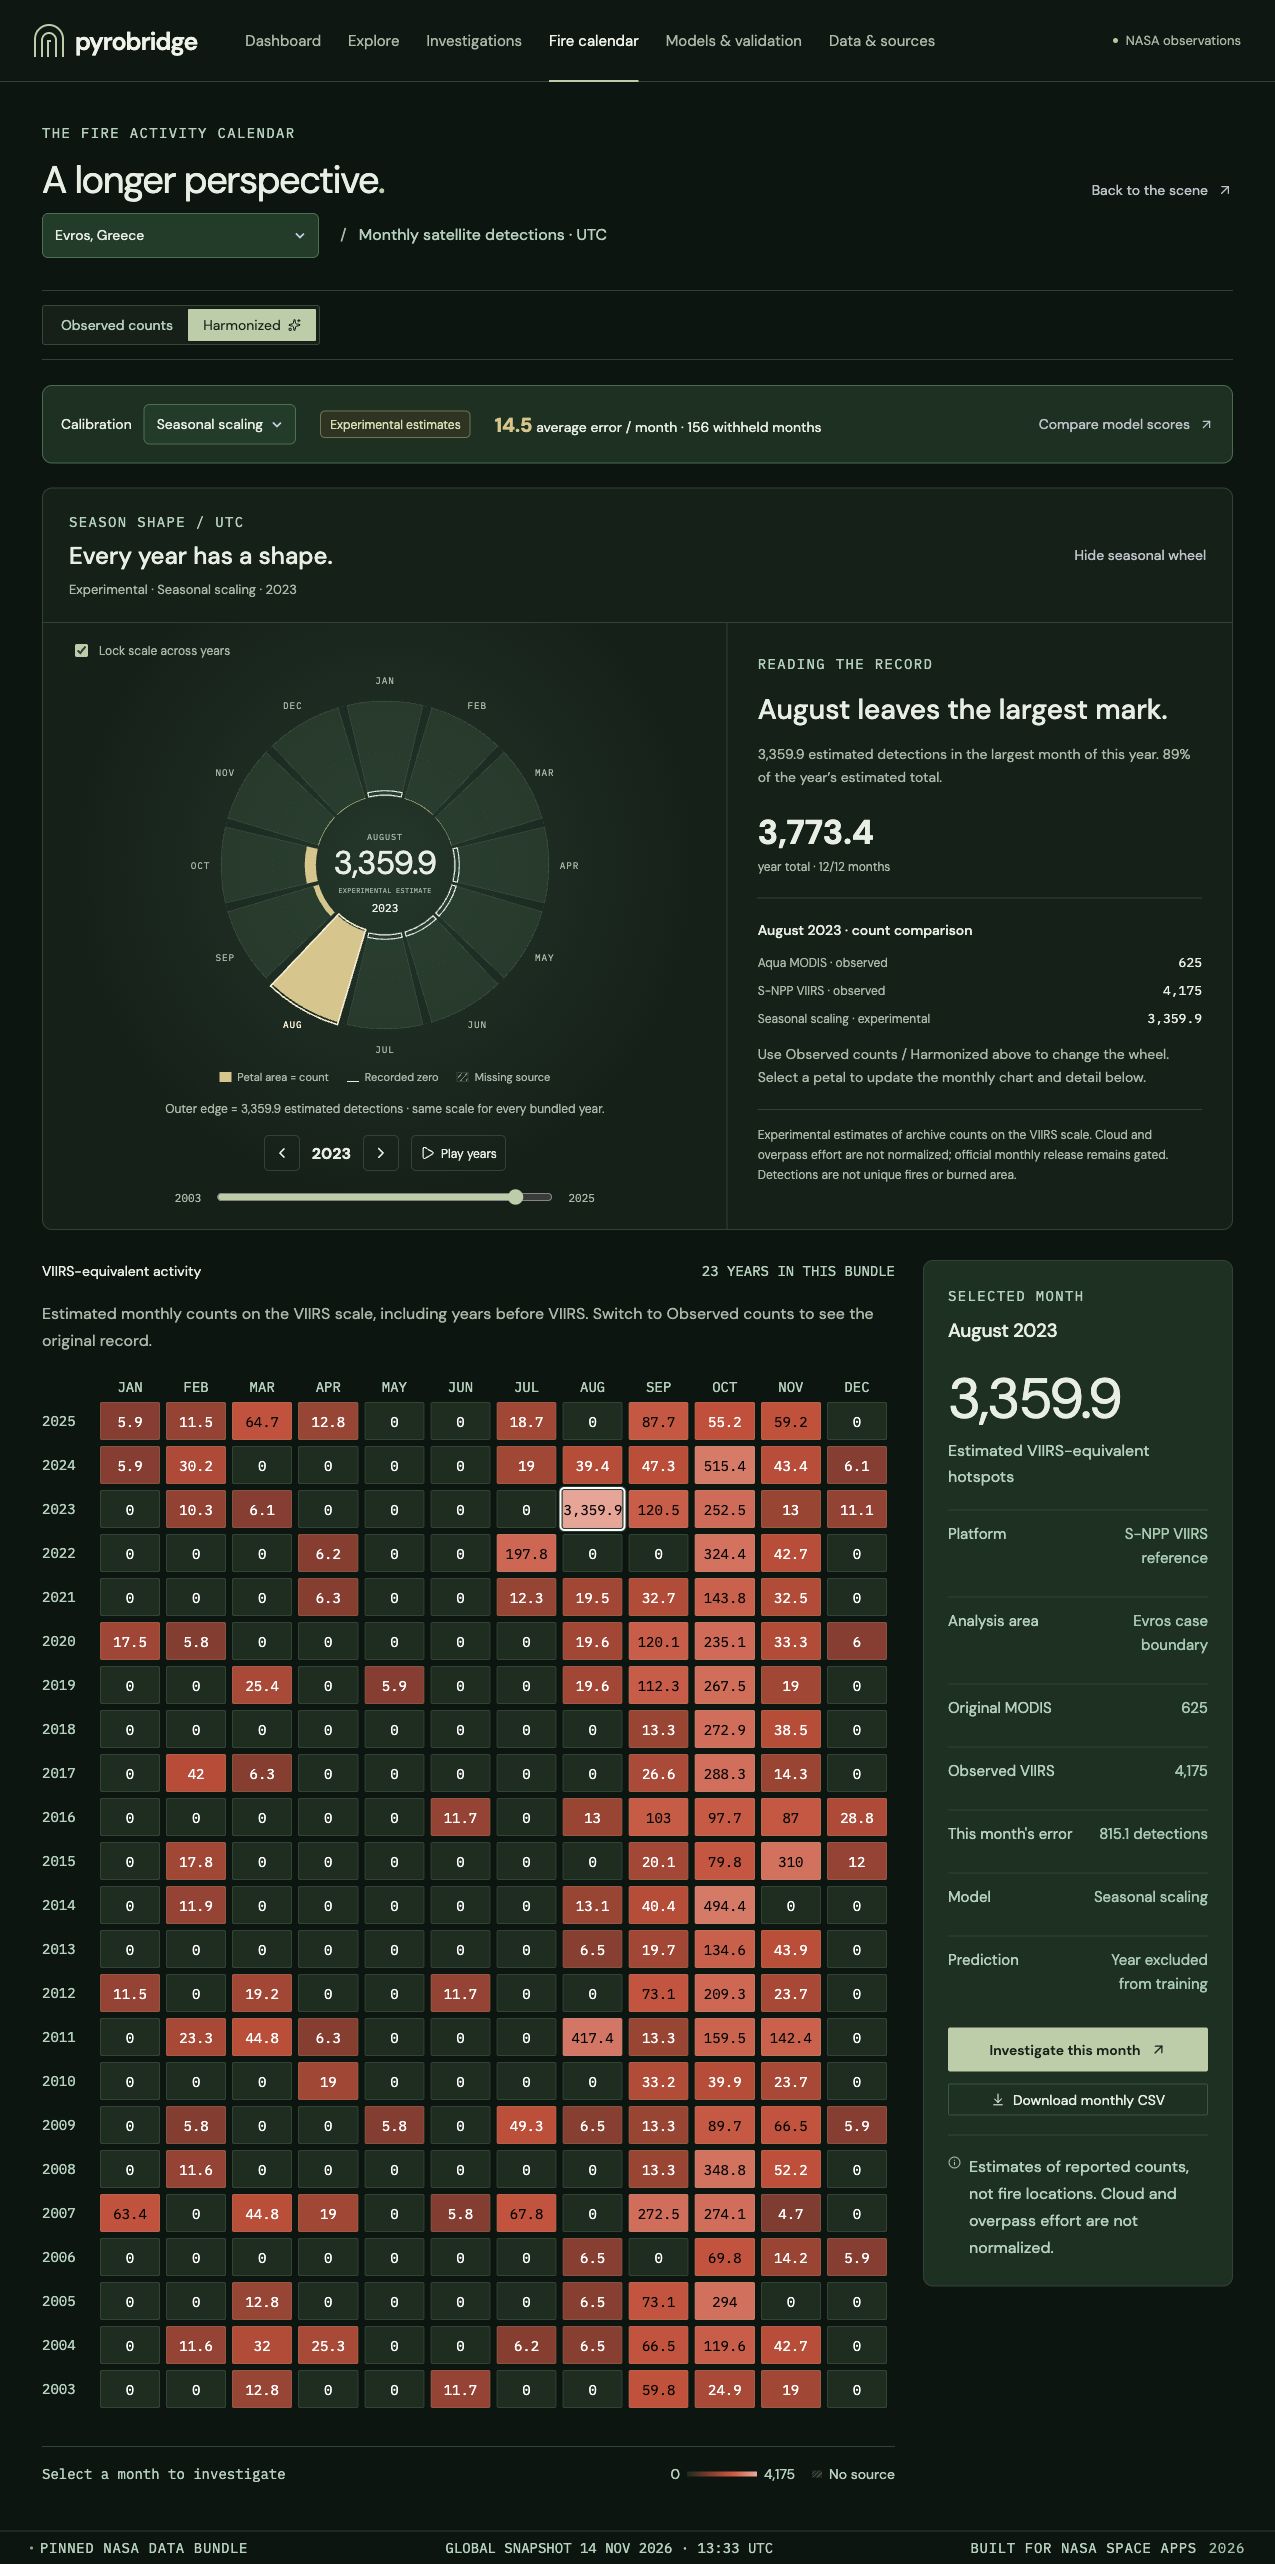 pyrobridge Dashboard Explore Investigations Fire calendar Models & validation Data & sources • NASA observations
THE FIRE ACTIVITY CALENDAR
A longer perspective.
Back to the scene
Evros, Greece / Monthly satellite detections · UTC
Observed counts Harmonized
Calibration Seasonal scaling Experimental estimates 14.5 average error / month · 156 withheld months Compare model scores
SEASON SHAPE / UTC
Every year has a shape.
Hide seasonal wheel
Experimental · Seasonal scaling · 2023
Lock scale across years
JAN
FEB
MAR
APR
MAY
JUN
JUL
AUG
SEP
OCT
NOV
DEC
AUGUST
3,359.9
EXPERIMENTAL ESTIMATE
2023
Petal area = count Recorded zero Missing source
Outer edge = 3,359.9 estimated detections · same scale for every bundled year.
2023 Play years
2003 2025
READING THE RECORD
August leaves the largest mark.
3,359.9 estimated detections in the largest month of this year. 89%
of the year's estimated total.
3,773.4
year total · 12/12 months
August 2023 · count comparison
Aqua MODIS · observed 625
S-NPP VIIRS · observed 4,175
Seasonal scaling · experimental 3,359.9
Use Observed counts / Harmonized above to change the wheel.
Select a petal to update the monthly chart and detail below.
Experimental estimates of archive counts on the VIIRS scale. Cloud and
overpass effort are not normalized; official monthly release remains gated.
Detections are not unique fires or burned area.
VIIRS-equivalent activity 23 YEARS IN THIS BUNDLE
Estimated monthly counts on the VIIRS scale, including years before VIIRS. Switch to Observed counts to see the
original record.
JAN FEB MAR APR MAY JUN JUL AUG SEP OCT NOV DEC
2025 5.9 11.5 64.7 12.8 0 0 18.7 0 87.7 55.2 59.2 0
2024 5.9 30.2 0 0 0 0 19 39.4 47.3 515.4 43.4 6.1
2023 0 10.3 6.1 0 0 0 0 3,359.9 120.5 252.5 13 11.1
2022 0 0 0 6.2 0 0 197.8 0 0 324.4 42.7 0
2021 0 0 0 6.3 0 0 12.3 19.5 32.7 143.8 32.5 0
2020 17.5 5.8 0 0 0 0 0 19.6 120.1 235.1 33.3 6
2019 0 0 25.4 0 5.9 0 0 19.6 112.3 267.5 19 0
2018 0 0 0 0 0 0 0 0 13.3 272.9 38.5 0
2017 0 42 6.3 0 0 0 0 0 26.6 288.3 14.3 0
2016 0 0 0 0 0 11.7 0 13 103 97.7 87 28.8
2015 0 17.8 0 0 0 0 0 0 20.1 79.8 310 12
2014 0 11.9 0 0 0 0 0 13.1 40.4 494.4 0 0
2013 0 0 0 0 0 0 0 6.5 19.7 134.6 43.9 0
2012 11.5 0 19.2 0 0 11.7 0 0 73.1 209.3 23.7 0
2011 0 23.3 44.8 6.3 0 0 0 417.4 13.3 159.5 142.4 0
2010 0 0 0 19 0 0 0 0 33.2 39.9 23.7 0
2009 0 5.8 0 0 5.8 0 49.3 6.5 13.3 89.7 66.5 5.9
2008 0 11.6 0 0 0 0 0 0 13.3 348.8 52.2 0
2007 63.4 0 44.8 19 0 5.8 67.8 0 272.5 274.1 4.7 0
2006 0 0 0 0 0 0 0 6.5 0 69.8 14.2 5.9
2005 0 0 12.8 0 0 0 0 6.5 73.1 294 0 0
2004 0 11.6 32 25.3 0 0 6.2 6.5 66.5 119.6 42.7 0
2003 0 0 12.8 0 0 11.7 0 0 59.8 24.9 19 0
Select a month to investigate 0 4,175 No source
SELECTED MONTH
August 2023
3,359.9
Estimated VIIRS-equivalent
hotspots
Platform S-NPP VIIRS
reference
Analysis area Evros case
boundary
Original MODIS 625
Observed VIIRS 4,175
This month's error 815.1 detections
Model Seasonal scaling
Prediction Year excluded
from training
Investigate this month
Download monthly CSV
Estimates of reported counts,
not fire locations. Cloud and
overpass effort are not
normalized.
· PINNED NASA DATA BUNDLE GLOBAL SNAPSHOT 14 NOV 2026 · 13:33 UTC BUILT FOR NASA SPACE APPS 2026